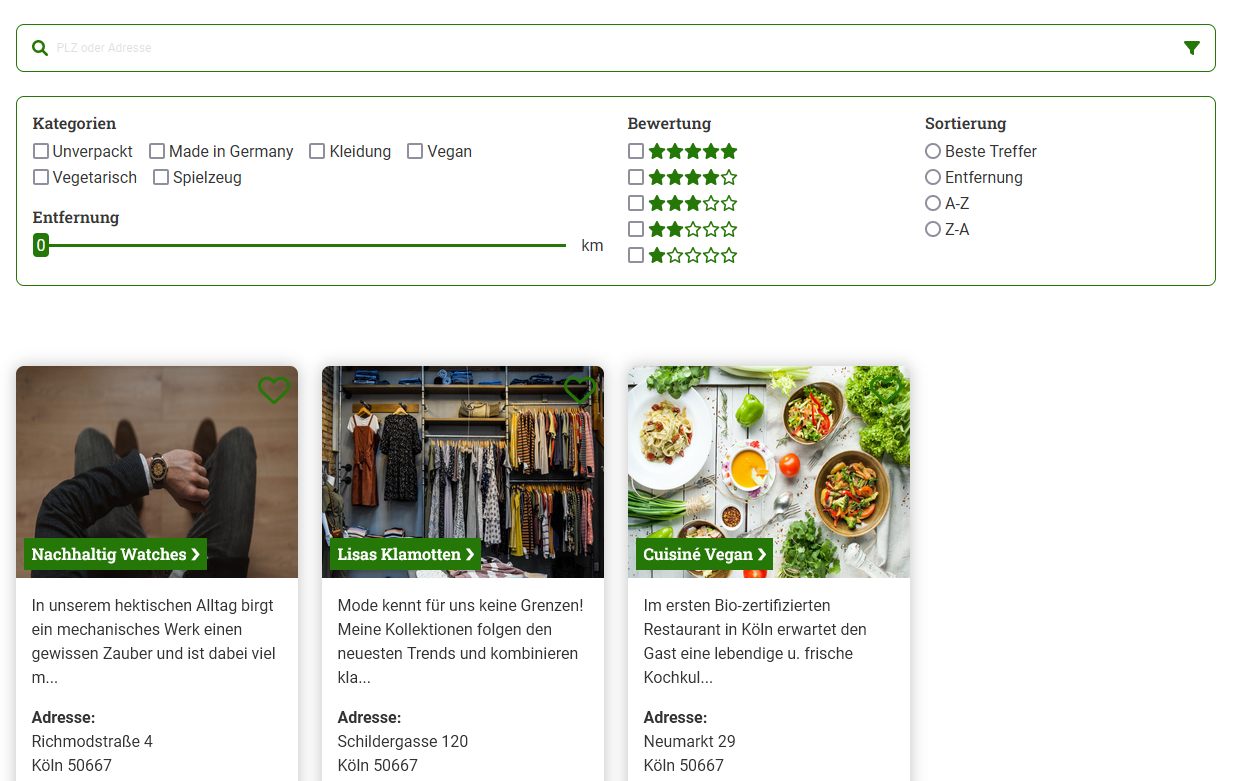 PLZ oder Adresse
Kategorien
Unverpackt Made in Germany Kleidung Vegan
Vegetarisch Spielzeug
Entfernung
0 km
Bewertung
Sortierung
Beste Treffer
Entfernung
A-Z
Z-A
Nachhaltig Watches
In unserem hektischen Alltag birgt
ein mechanisches Werk einen
gewissen Zauber und ist dabei viel
m...
Adresse:
Richmodstraße 4
Köln 50667
Lisas Klamotten
Mode kennt für uns keine Grenzen!
Meine Kollektionen folgen den
neuesten Trends und kombinieren
kla...
Adresse:
Schildergasse 120
Köln 50667
Cuisiné Vegan
Im ersten Bio-zertifizierten
Restaurant in Köln erwartet den
Gast eine lebendige u. frische
Kochkul...
Adresse:
Neumarkt 29
Köln 50667